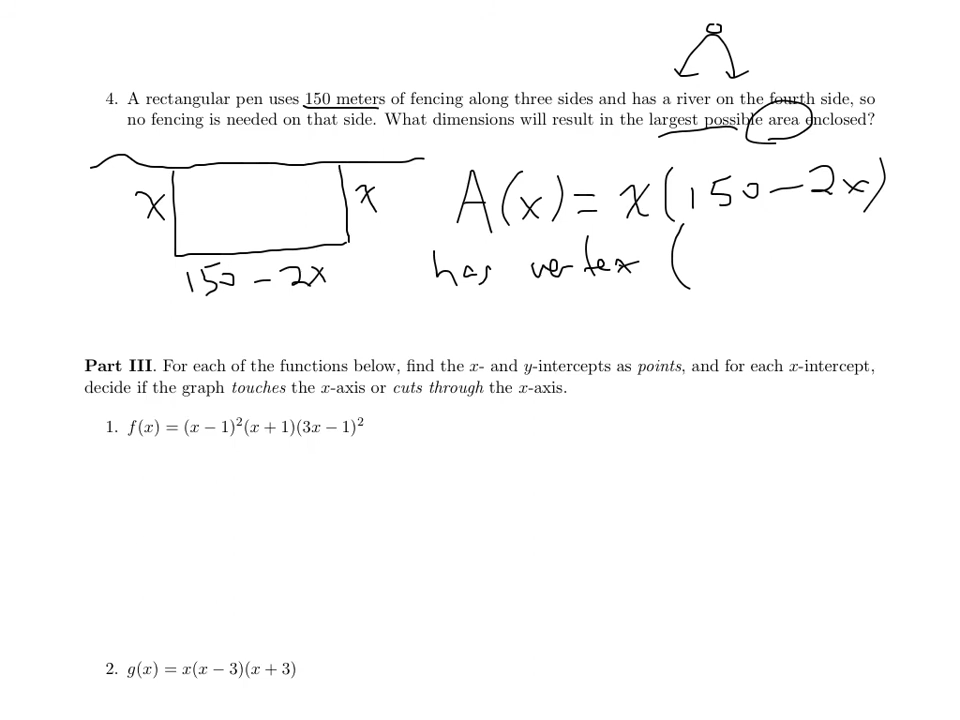 4. A rectangular pen uses 150 meters of fencing along three sides and has a river on the fourth side, so
no fencing is needed on that side. What dimensions will result in the largest possible area enclosed?
x x A(x) = x(150-2x)
150-2x has vertex (
Part III. For each of the functions below, find the x- and y-intercepts as points, and for each x-intercept,
decide if the graph touches the x-axis or cuts through the x-axis.
1. f(x) = (x − 1)²(x + 1)(3x − 1)²
2. g(x) = x(x − 3)(x + 3)